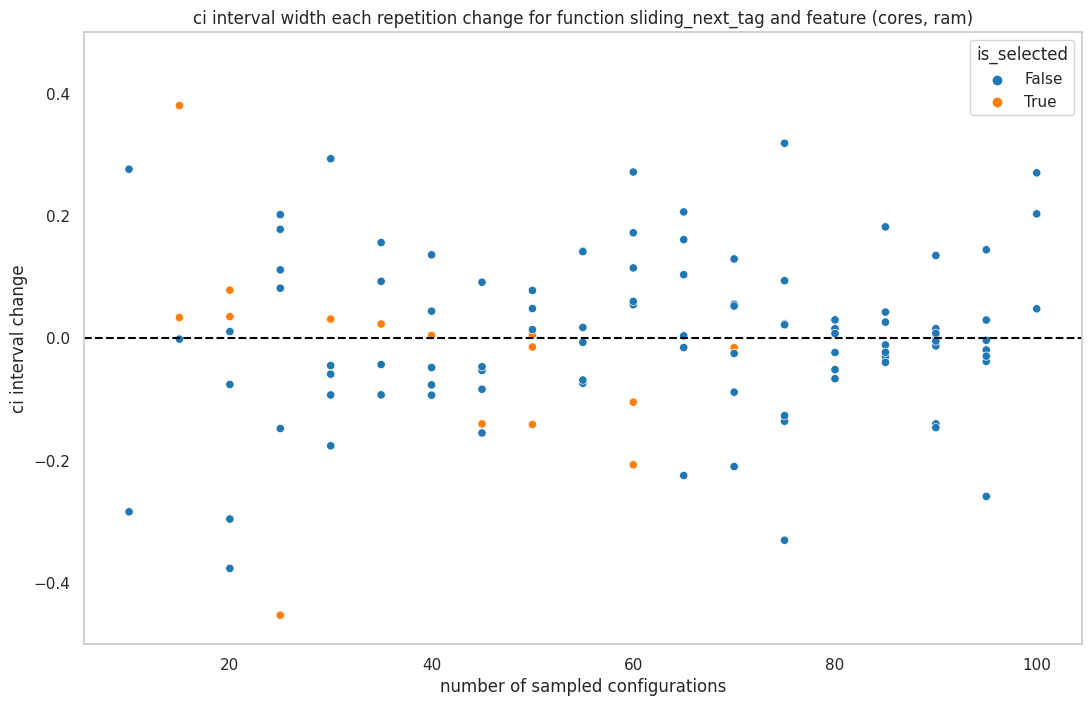 ci interval width each repetition change for function sliding_next_tag and feature (cores, ram)
is_selected
False
True
0.4
0.2
0.0
−0.2
−0.4
ci interval change
20
40
60
80
100
number of sampled configurations